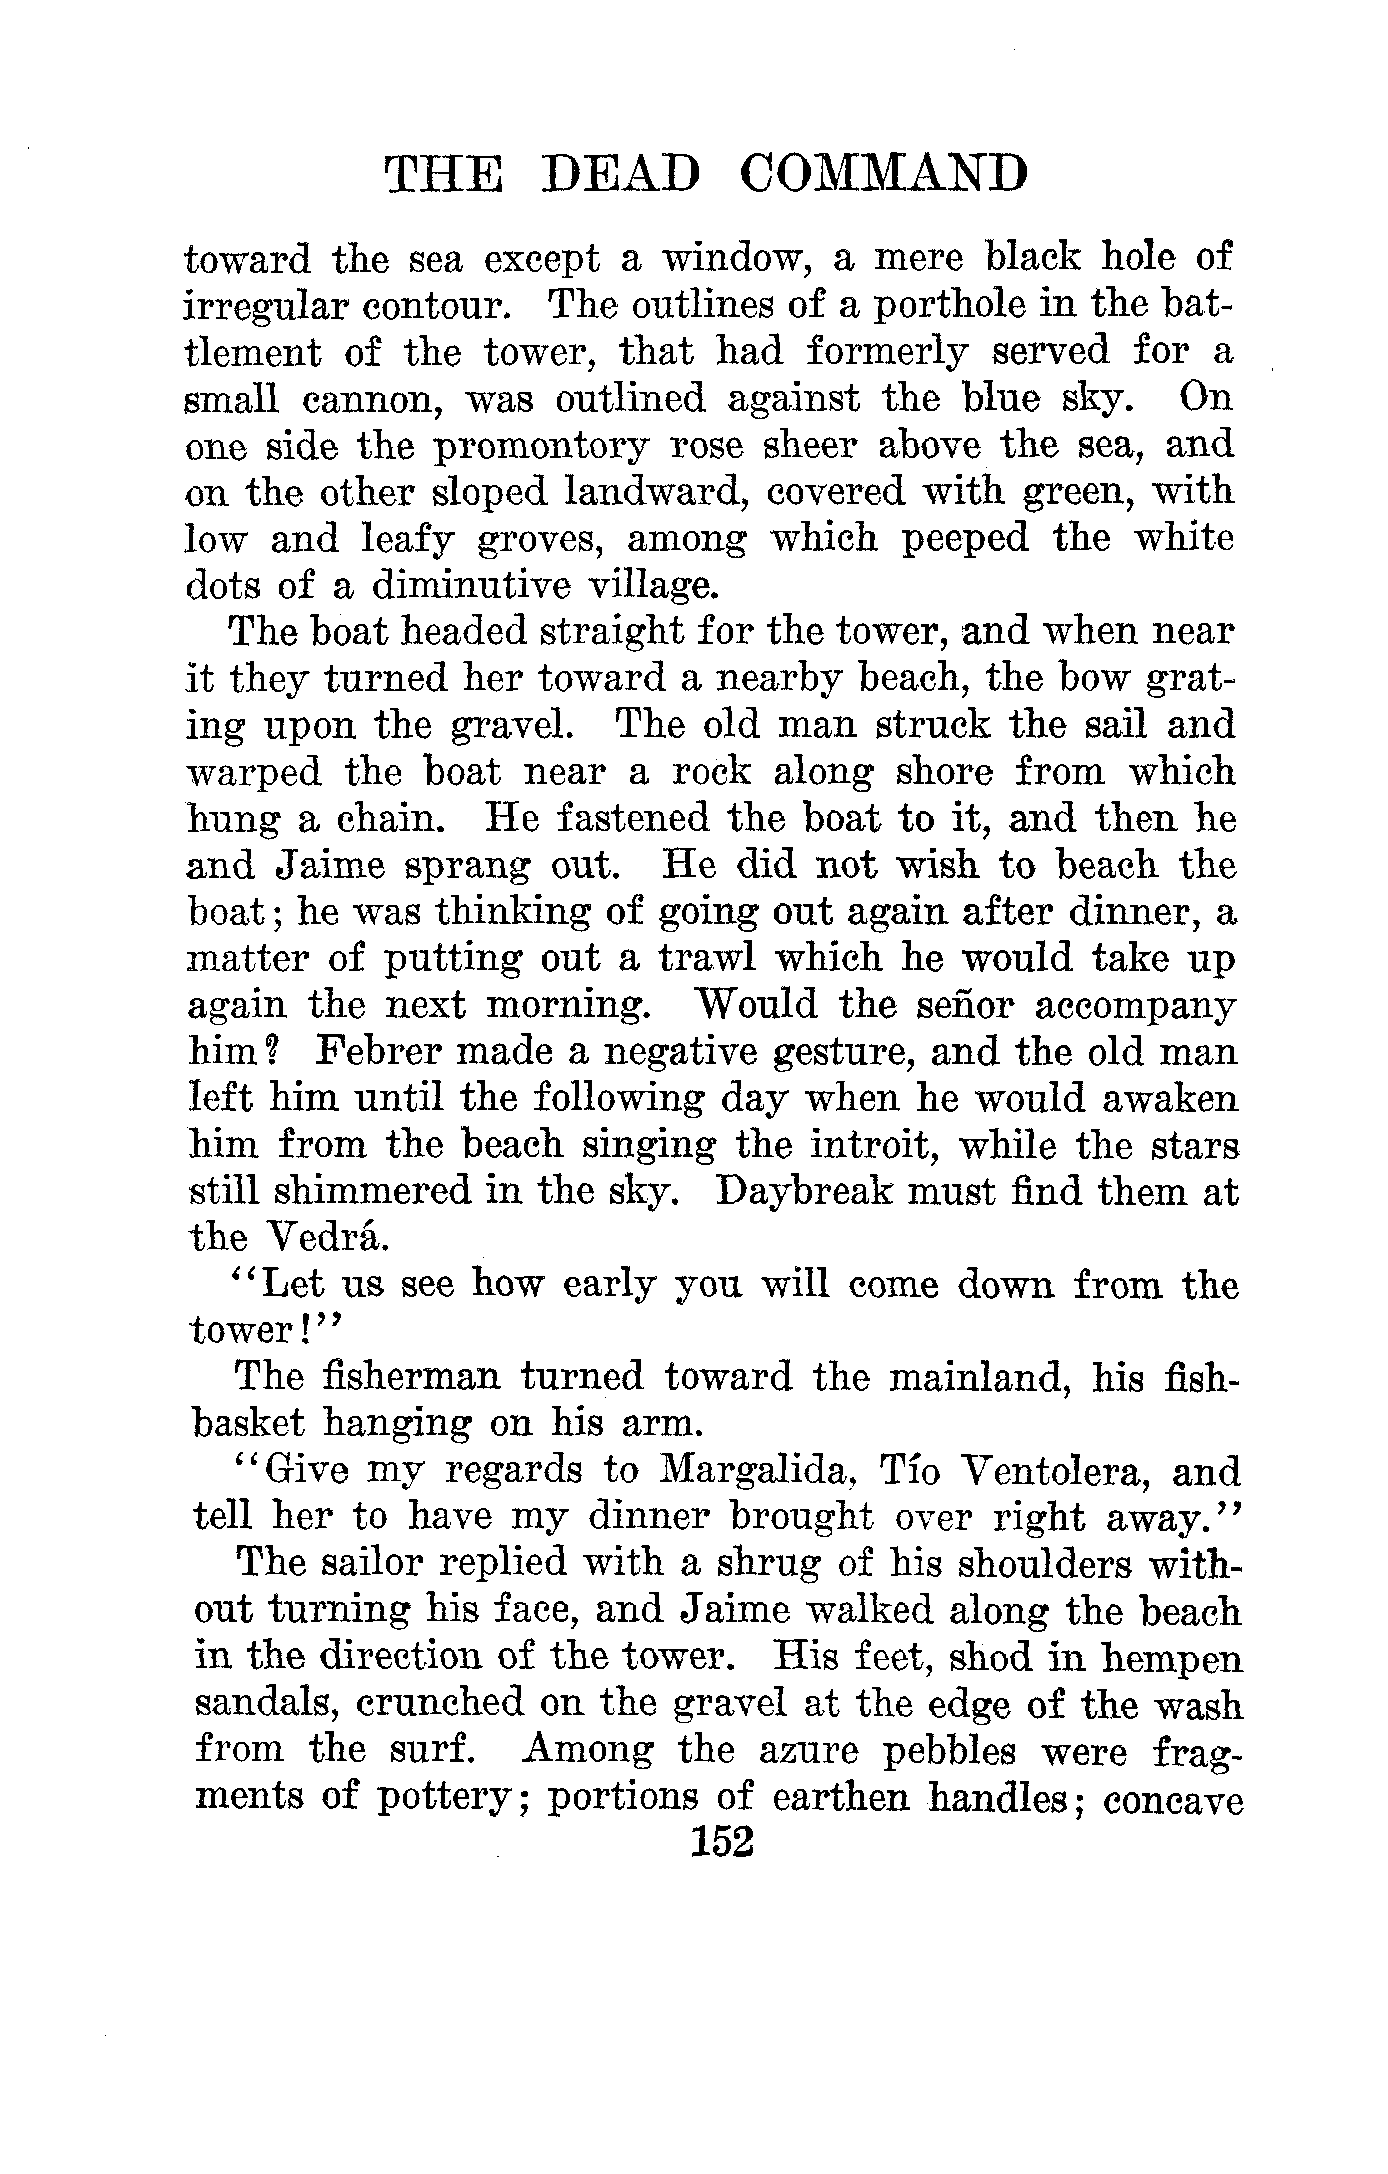 THE DEAD COMMAND
toward the sea except a window, a mere black hole of
irregular contour. The outlines of a porthole in the bat-
tlement of the tower, that had formerly served for a
small cannon, was outlined against the blue sky. On
one side the promontory rose sheer above the sea, and
on the other sloped landward, covered with green, with
low and leafy groves, among which peeped the white
dots of a diminutive village.
The boat headed straight for the tower, and when near
it they turned her toward a nearby beach, the bow grat-
ing upon the gravel. The old man struck the sail and
warped the boat near a rock along shore from which
hung a chain. He fastened the boat to it, and then he
and Jaime sprang out. He did not wish to beach the
boat; he was thinking of going out again after dinner, a
matter of putting out a trawl which he would take up
again the next morning. Would the señor accompany
him? Febrer made a negative gesture, and the old man
left him until the following day when he would awaken
him from the beach singing the introit, while the stars
still shimmered in the sky. Daybreak must find them at
the Vedrá.
"Let us see how early you will come down from the
tower!"
The fisherman turned toward the mainland, his fish-
basket hanging on his arm.
"Give my regards to Margalida, Tío Ventolera, and
tell her to have my dinner brought over right away."
The sailor replied with a shrug of his shoulders with-
out turning his face, and Jaime walked along the beach
in the direction of the tower. His feet, shod in hempen
sandals, crunched on the gravel at the edge of the wash
from the surf. Among the azure pebbles were frag-
ments of pottery; portions of earthen handles; concave
152